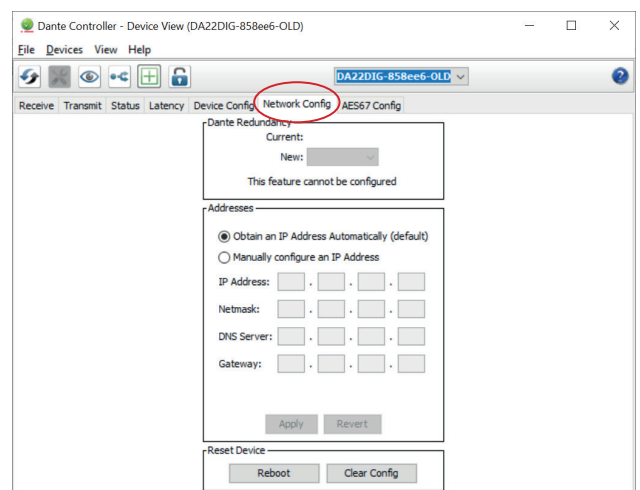 Dante Controller - Device View (DA22DIG-858ee6-OLD)
File Devices View Help
DA22DIG-858ee6-OLD
Receive Transmit Status Latency Device Config Network Config AES67 Config
Dante Redundancy
Current:
New:
This feature cannot be configured
Addresses
Obtain an IP Address Automatically (default)
Manually configure an IP Address
IP Address: . . .
Netmask: . . .
DNS Server: . . .
Gateway: . . .
Apply Revert
Reset Device
Reboot Clear Config